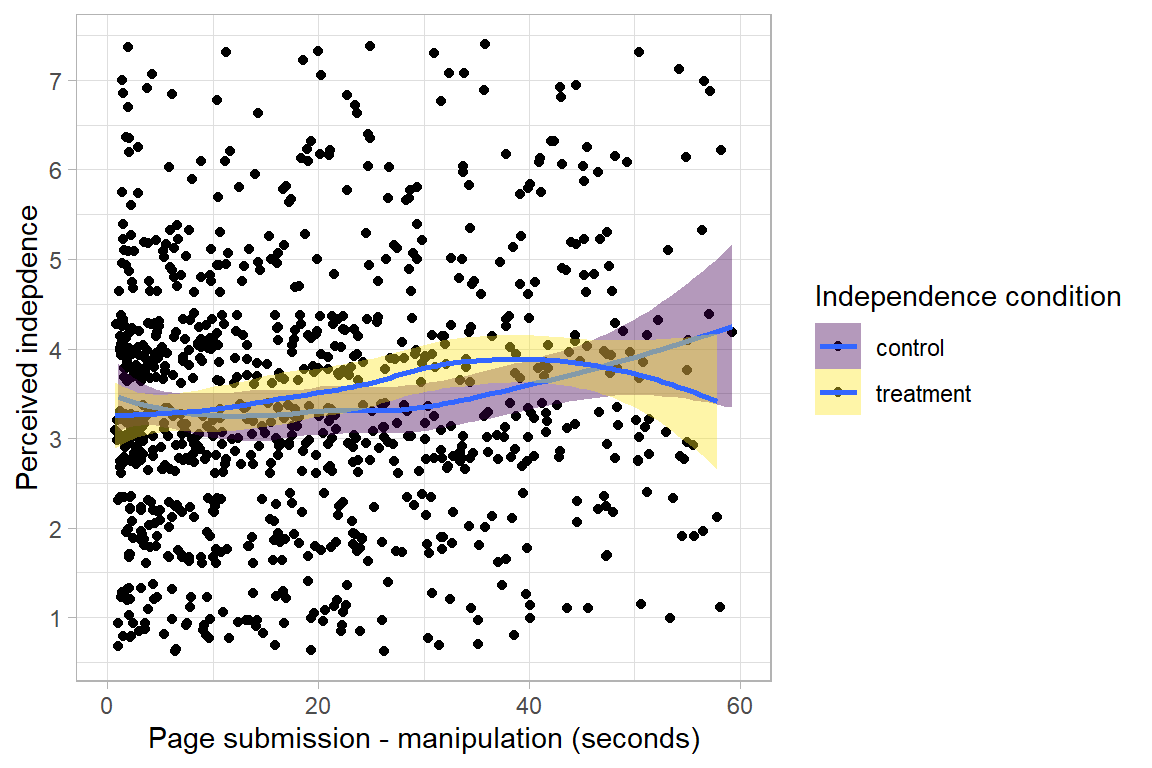 7
6
5
4
3
2
1
Perceived indepdence
0 20 40 60
Page submission - manipulation (seconds)
Independence condition
control
treatment